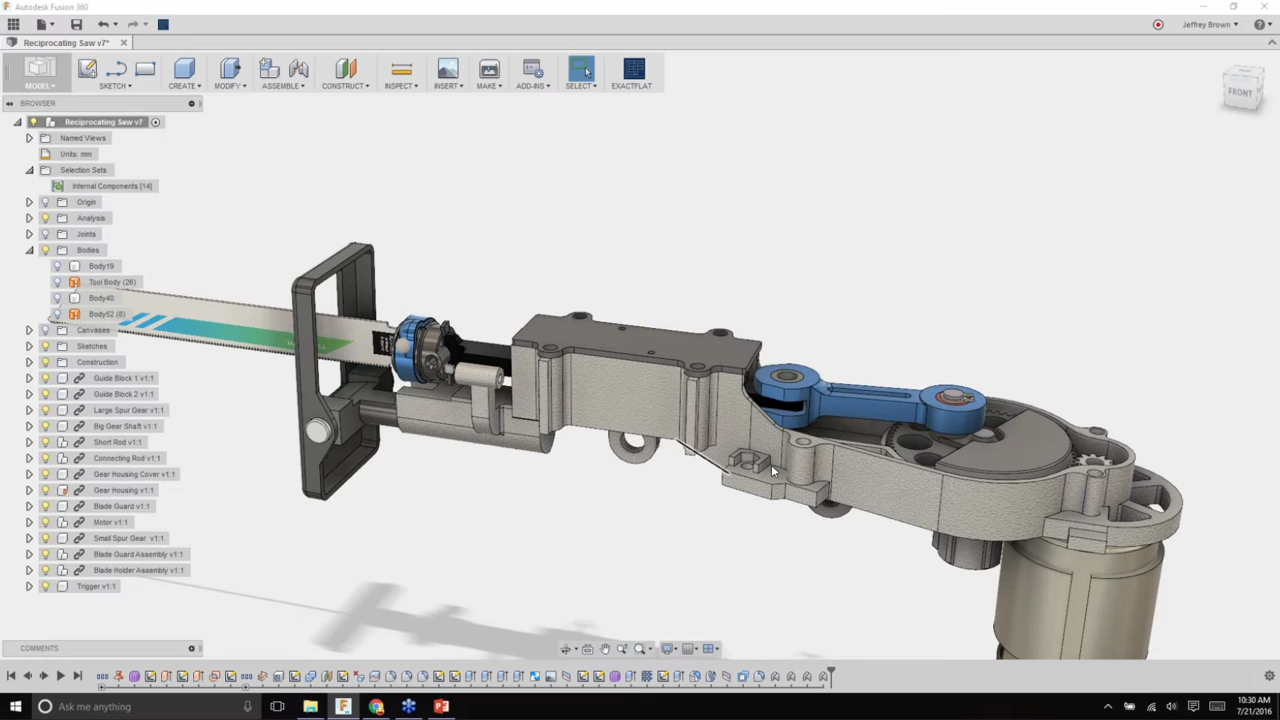 Autodesk Fusion 360
Jeffrey Brown
Reciprocating Saw v7*
MODEL
SKETCH
CREATE
MODIFY
ASSEMBLE
CONSTRUCT
INSPECT
INSERT
MAKE
ADD-INS
SELECT
EXACTFLAT
FRONT
BROWSER
Reciprocating Saw v7
Named Views
Units: mm
Selection Sets
Internal Components [14]
Origin
Analysis
Joints
Bodies
Body19
Tool Body (26)
Body40
Body52 (8)
Canvases
Sketches
Construction
Guide Block 1 v1:1
Guide Block 2 v1:1
Large Spur Gear v1:1
Big Gear Shaft v1:1
Short Rod v1:1
Connecting Rod v1:1
Gear Housing Cover v1:1
Gear Housing v1:1
Blade Guard v1:1
Motor v1:1
Small Spur Gear v1:1
Blade Guard Assembly v1:1
Blade Holder Assembly v1:1
Trigger v1:1
COMMENTS
Ask me anything
10:30 AM
7/21/2016